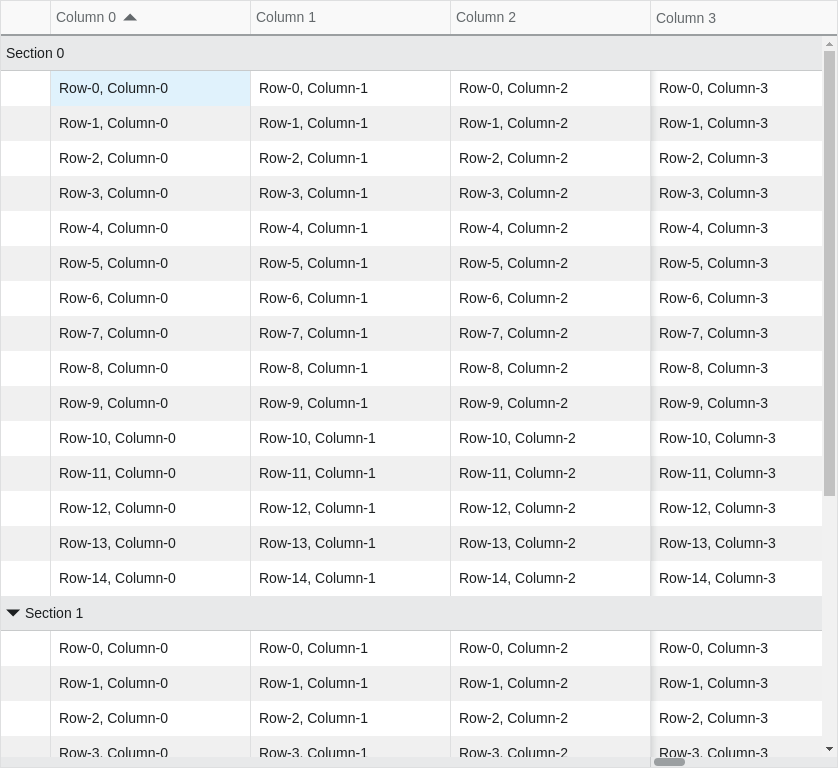 Column 0 Column 1 Column 2 Column 3
Section 0
Row-0, Column-0 Row-0, Column-1 Row-0, Column-2 Row-0, Column-3
Row-1, Column-0 Row-1, Column-1 Row-1, Column-2 Row-1, Column-3
Row-2, Column-0 Row-2, Column-1 Row-2, Column-2 Row-2, Column-3
Row-3, Column-0 Row-3, Column-1 Row-3, Column-2 Row-3, Column-3
Row-4, Column-0 Row-4, Column-1 Row-4, Column-2 Row-4, Column-3
Row-5, Column-0 Row-5, Column-1 Row-5, Column-2 Row-5, Column-3
Row-6, Column-0 Row-6, Column-1 Row-6, Column-2 Row-6, Column-3
Row-7, Column-0 Row-7, Column-1 Row-7, Column-2 Row-7, Column-3
Row-8, Column-0 Row-8, Column-1 Row-8, Column-2 Row-8, Column-3
Row-9, Column-0 Row-9, Column-1 Row-9, Column-2 Row-9, Column-3
Row-10, Column-0 Row-10, Column-1 Row-10, Column-2 Row-10, Column-3
Row-11, Column-0 Row-11, Column-1 Row-11, Column-2 Row-11, Column-3
Row-12, Column-0 Row-12, Column-1 Row-12, Column-2 Row-12, Column-3
Row-13, Column-0 Row-13, Column-1 Row-13, Column-2 Row-13, Column-3
Row-14, Column-0 Row-14, Column-1 Row-14, Column-2 Row-14, Column-3
Section 1
Row-0, Column-0 Row-0, Column-1 Row-0, Column-2 Row-0, Column-3
Row-1, Column-0 Row-1, Column-1 Row-1, Column-2 Row-1, Column-3
Row-2, Column-0 Row-2, Column-1 Row-2, Column-2 Row-2, Column-3
Row-3, Column-0 Row-3, Column-1 Row-3, Column-2 Row-3, Column-3